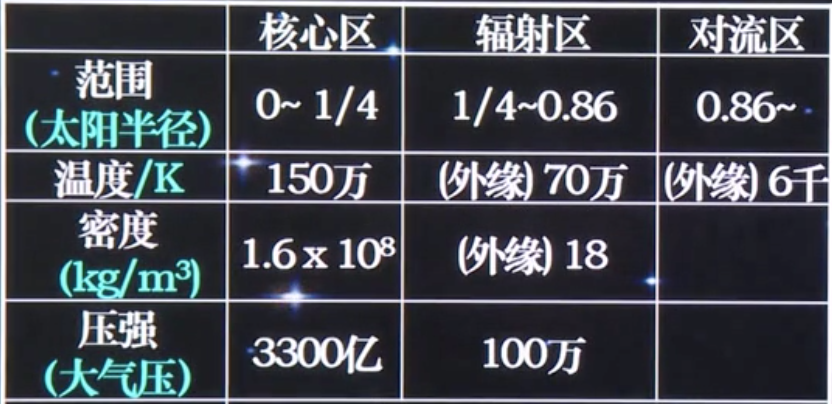 核心区 辐射区 对流区
范围
(太阳半径) 0~ 1/4 1/4~0.86 0.86~
温度/K 150万 (外缘) 70万 (外缘) 6千
密度
(kg/m³) 1.6 x 10⁸ (外缘) 18
压强
(大气压) 3300亿 100万